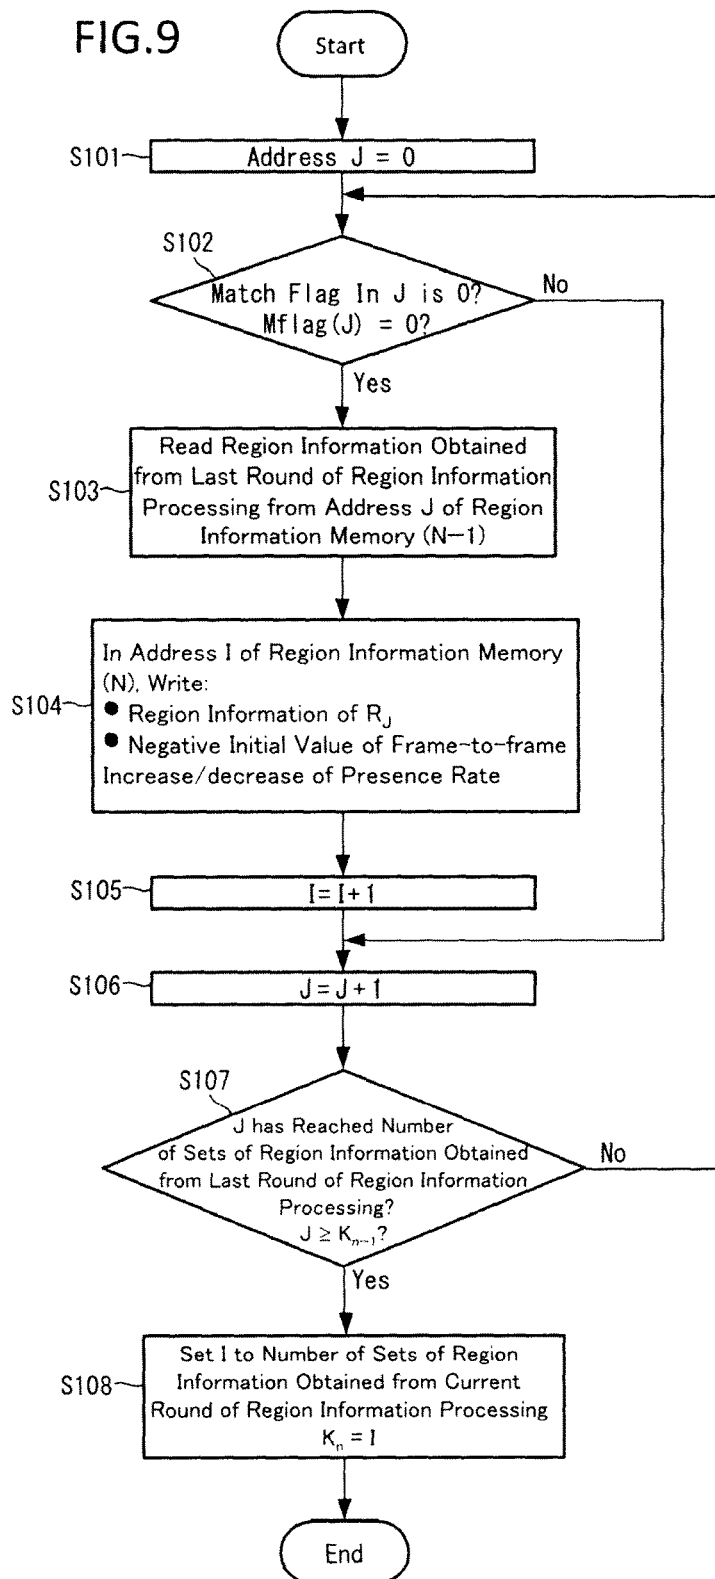 FIG.9
Start
S101
Address J = 0
S102
Match Flag In J is 0?
Mflag(J) = 0?
No
Yes
S103
Read Region Information Obtained
from Last Round of Region Information
Processing from Address J of Region
Information Memory (N-1)
S104
In Address I of Region Information Memory
(N), Write:
● Region Information of R_J
● Negative Initial Value of Frame-to-frame
Increase/decrease of Presence Rate
S105
I = I + 1
S106
J = J + 1
S107
J has Reached Number
of Sets of Region Information Obtained
from Last Round of Region Information
Processing?
J ≥ K_{n-1}?
No
Yes
S108
Set I to Number of Sets of Region
Information Obtained from Current
Round of Region Information Processing
K_n = I
End